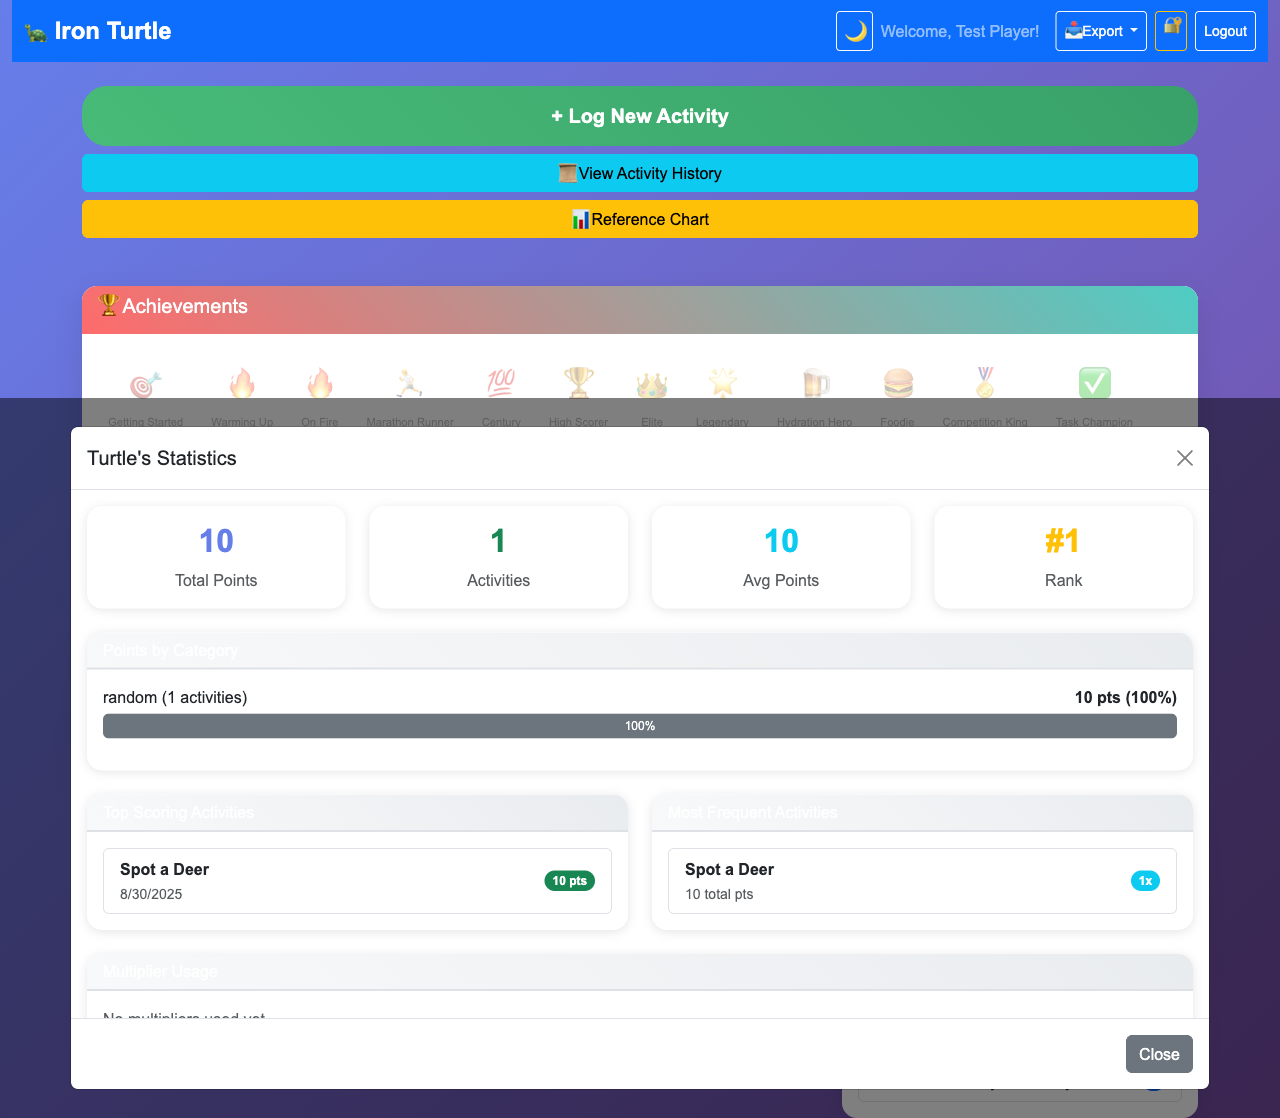 Iron Turtle
Welcome, Test Player!
Export
Logout
+ Log New Activity
View Activity History
Reference Chart
Achievements
Getting Started
Warming Up
On Fire
Marathon Runner
Century
High Scorer
Elite
Legendary
Hydration Hero
Foodie
Competition King
Task Champion
Turtle's Statistics
10
Total Points
1
Activities
10
Avg Points
#1
Rank
Points by Category
random (1 activities)
10 pts (100%)
100%
Top Scoring Activities
Spot a Deer
8/30/2025
10 pts
Most Frequent Activities
Spot a Deer
10 total pts
1x
Multiplier Usage
No multipliers used yet
Close